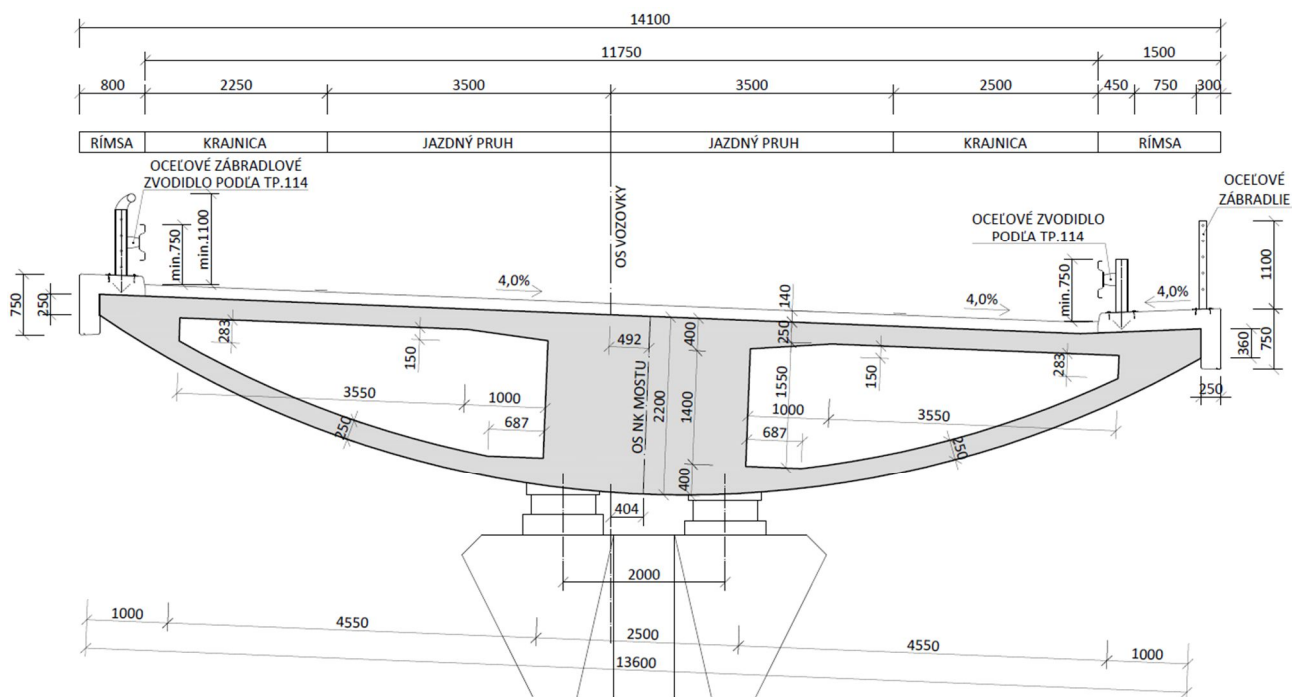 14100
11750
1500
800
2250
3500
3500
2500
450
750
300
RÍMSA
KRAJNICA
JAZDNÝ PRUH
JAZDNÝ PRUH
KRAJNICA
RÍMSA
OCEĽOVÉ ZÁBRADLOVÉ
ZVODIDLO PODĽA TP.114
OS VOZOVKY
OCEĽOVÉ
ZÁBRADLIE
OCEĽOVÉ ZVODIDLO
PODĽA TP.114
min.750
min.1100
min.750
1100
750
250
4,0%
4,0%
4,0%
140
250
400
492
283
150
150
283
360
750
250
3550
1000
687
250
OS NK MOSTU
2200
1400
1550
1000
3550
687
250
400
404
2000
1000
4550
2500
4550
1000
13600